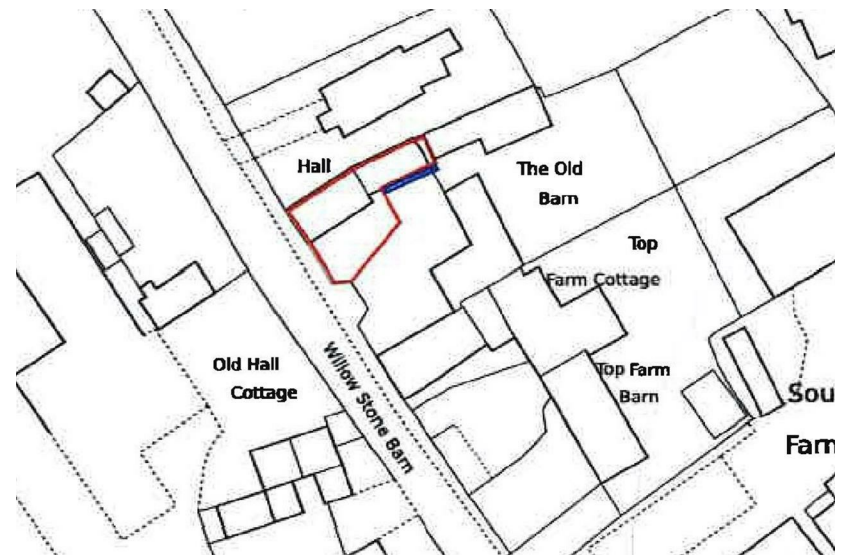 Hall
The Old
Barn
Top
Farm Cottage
Old Hall
Cottage
Willow Stone Barn
Top Farm
Barn
Sou
Farm